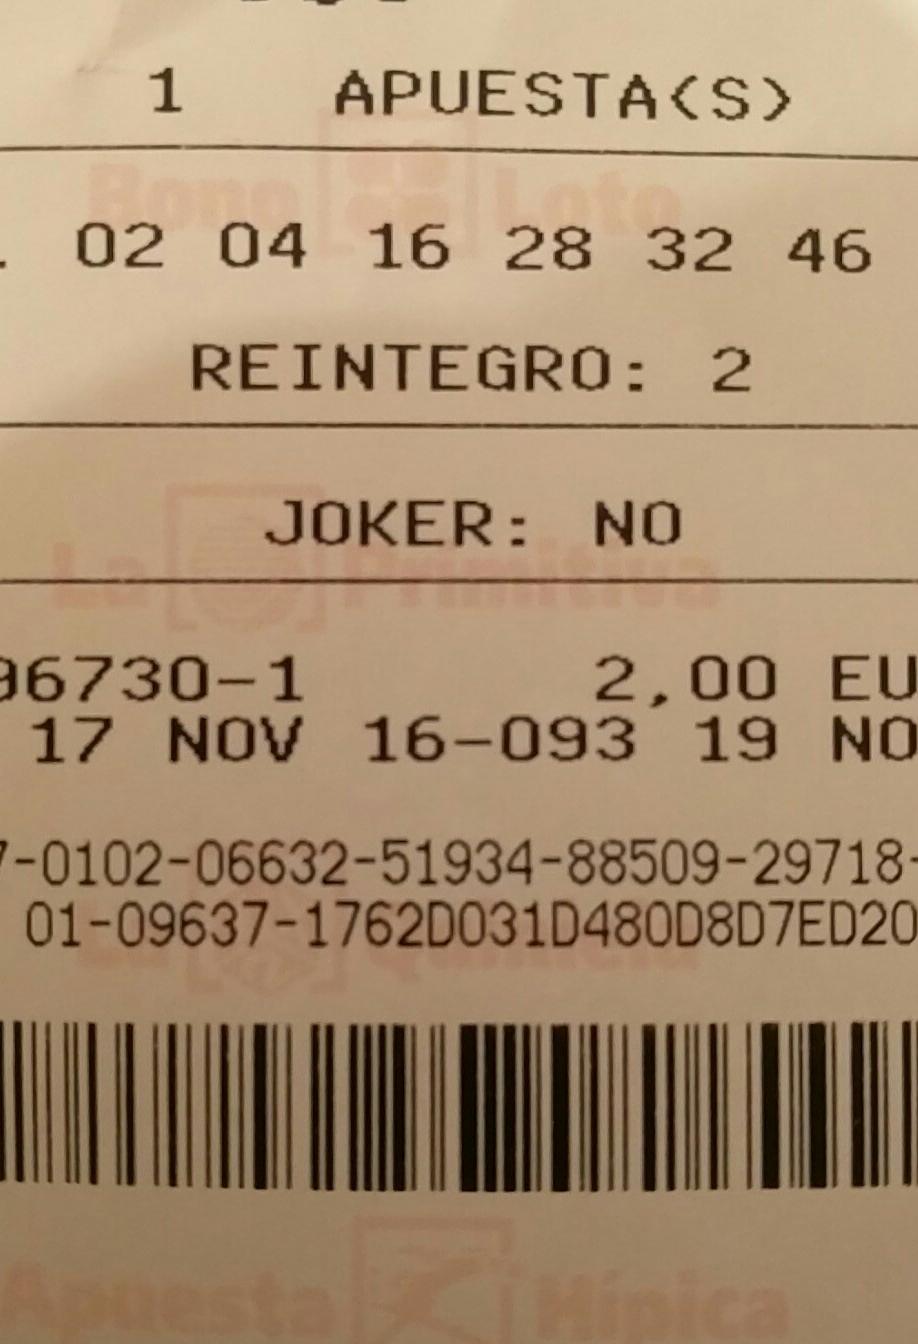 1 APUESTA(S)
Bono Loto
. 02 04 16 28 32 46
REINTEGRO: 2
JOKER: NO
La Primitiva
96730-1 2,00 EU
17 NOV 16-093 19 NO
7-0102-06632-51934-88509-29718-
01-09637-1762D031D480D8D7ED20
La Quiniela
Apuesta Hípica